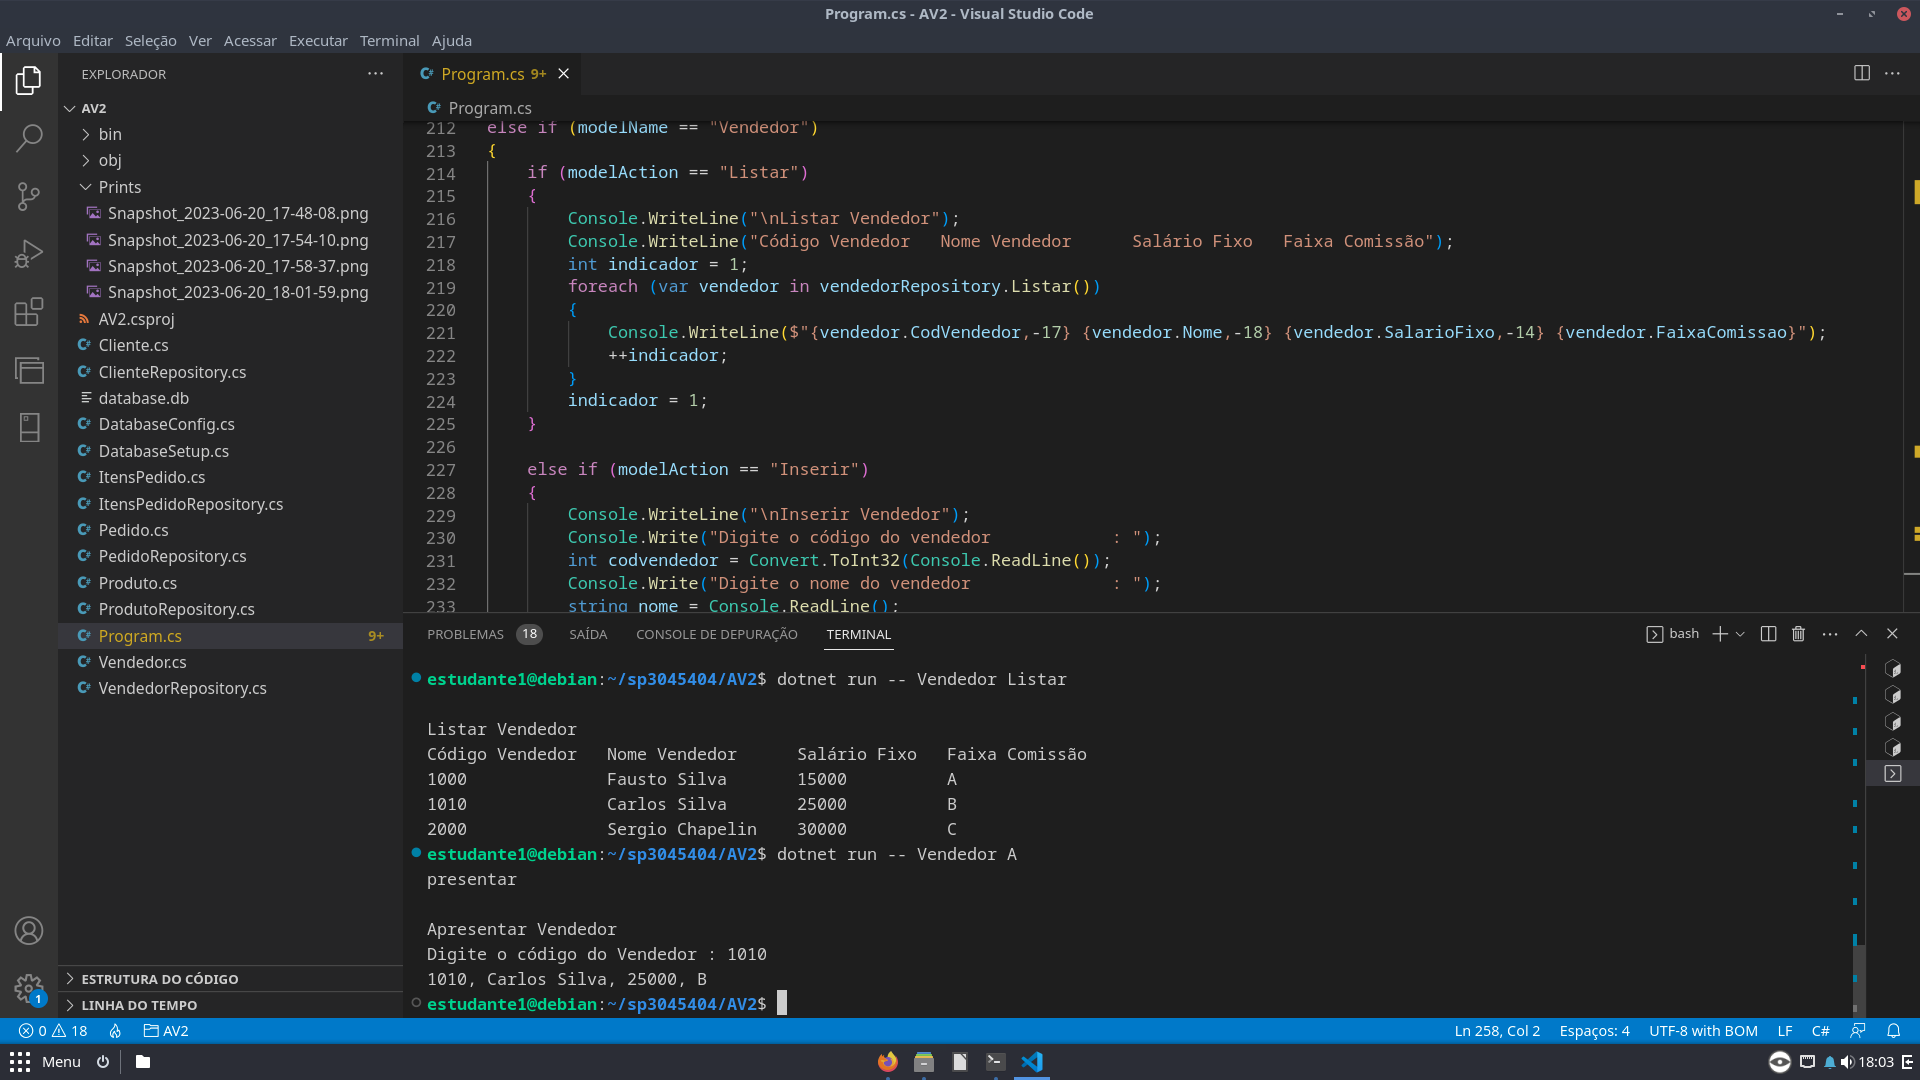 Program.cs - AV2 - Visual Studio Code
Arquivo Editar Seleção Ver Acessar Executar Terminal Ajuda
EXPLORADOR
AV2
bin
obj
Prints
Snapshot_2023-06-20_17-48-08.png
Snapshot_2023-06-20_17-54-10.png
Snapshot_2023-06-20_17-58-37.png
Snapshot_2023-06-20_18-01-59.png
AV2.csproj
Cliente.cs
ClienteRepository.cs
database.db
DatabaseConfig.cs
DatabaseSetup.cs
ItensPedido.cs
ItensPedidoRepository.cs
Pedido.cs
PedidoRepository.cs
Produto.cs
ProdutoRepository.cs
Program.cs 9+
Vendedor.cs
VendedorRepository.cs
ESTRUTURA DO CÓDIGO
LINHA DO TEMPO
1
Program.cs 9+
Program.cs
212 else if (modelName == "Vendedor")
213 {
214 if (modelAction == "Listar")
215 {
216 Console.WriteLine("\nListar Vendedor");
217 Console.WriteLine("Código Vendedor   Nome Vendedor      Salário Fixo   Faixa Comissão");
218 int indicador = 1;
219 foreach (var vendedor in vendedorRepository.Listar())
220 {
221 Console.WriteLine($"{vendedor.CodVendedor,-17} {vendedor.Nome,-18} {vendedor.SalarioFixo,-14} {vendedor.FaixaComissao}");
222 ++indicador;
223 }
224 indicador = 1;
225 }
226
227 else if (modelAction == "Inserir")
228 {
229 Console.WriteLine("\nInserir Vendedor");
230 Console.Write("Digite o código do vendedor            : ");
231 int codvendedor = Convert.ToInt32(Console.ReadLine());
232 Console.Write("Digite o nome do vendedor              : ");
233 string nome = Console.ReadLine();
PROBLEMAS 18 SAÍDA CONSOLE DE DEPURAÇÃO TERMINAL bash
estudante1@debian:~/sp3045404/AV2$ dotnet run -- Vendedor Listar
Listar Vendedor
Código Vendedor   Nome Vendedor      Salário Fixo   Faixa Comissão
1000              Fausto Silva       15000          A
1010              Carlos Silva       25000          B
2000              Sergio Chapelin    30000          C
estudante1@debian:~/sp3045404/AV2$ dotnet run -- Vendedor A
presentar
Apresentar Vendedor
Digite o código do Vendedor : 1010
1010, Carlos Silva, 25000, B
estudante1@debian:~/sp3045404/AV2$
0 18 AV2 Ln 258, Col 2 Espaços: 4 UTF-8 with BOM LF C#
Menu 18:03